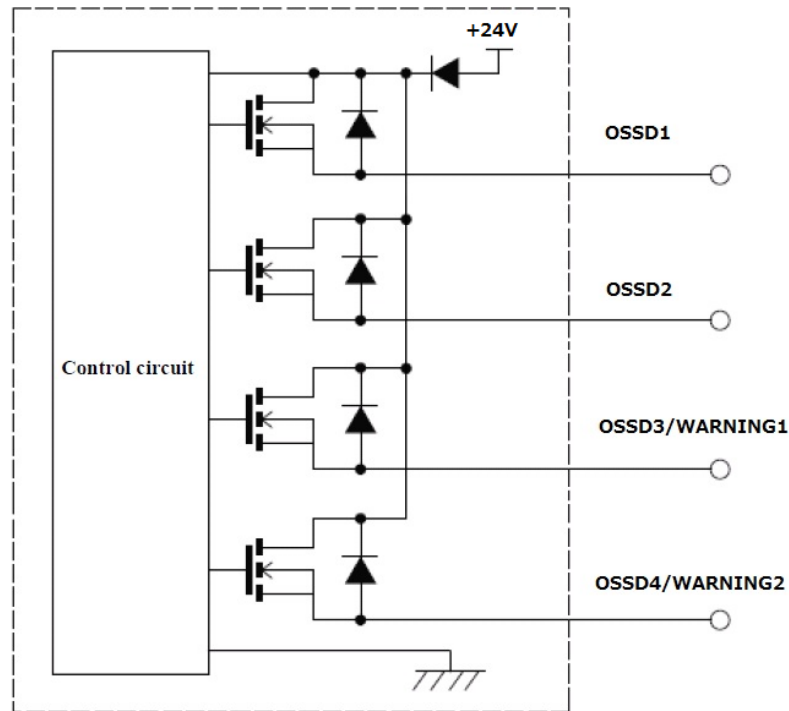 +24V
OSSD1
OSSD2
Control circuit
OSSD3/WARNING1
OSSD4/WARNING2